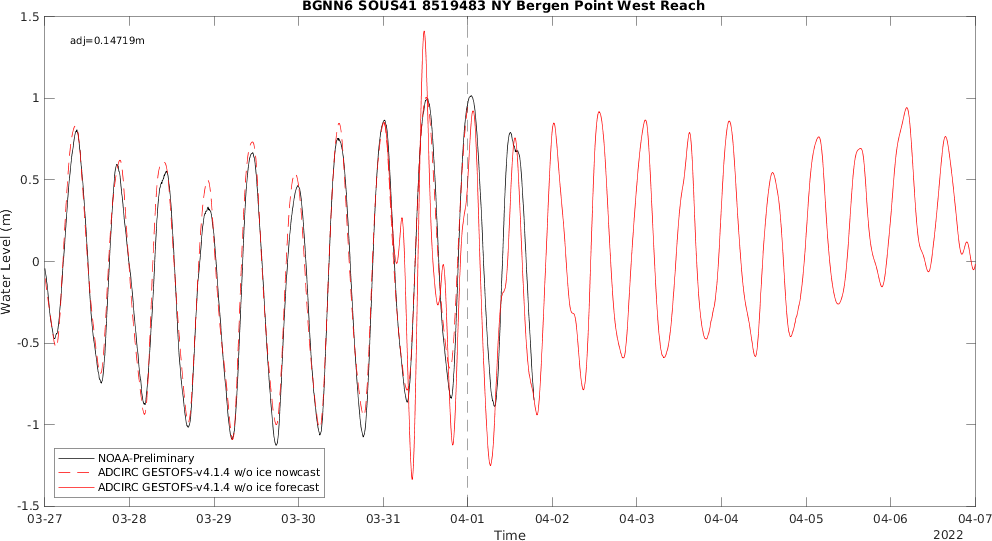 BGNN6 SOUS41 8519483 NY Bergen Point West Reach
adj=0.14719m
Water Level (m)
1.5
1
0.5
0
-0.5
-1
-1.5
NOAA-Preliminary
ADCIRC GESTOFS-v4.1.4 w/o ice nowcast
ADCIRC GESTOFS-v4.1.4 w/o ice forecast
03-27 03-28 03-29 03-30 03-31 04-01 04-02 04-03 04-04 04-05 04-06 04-07
Time
2022